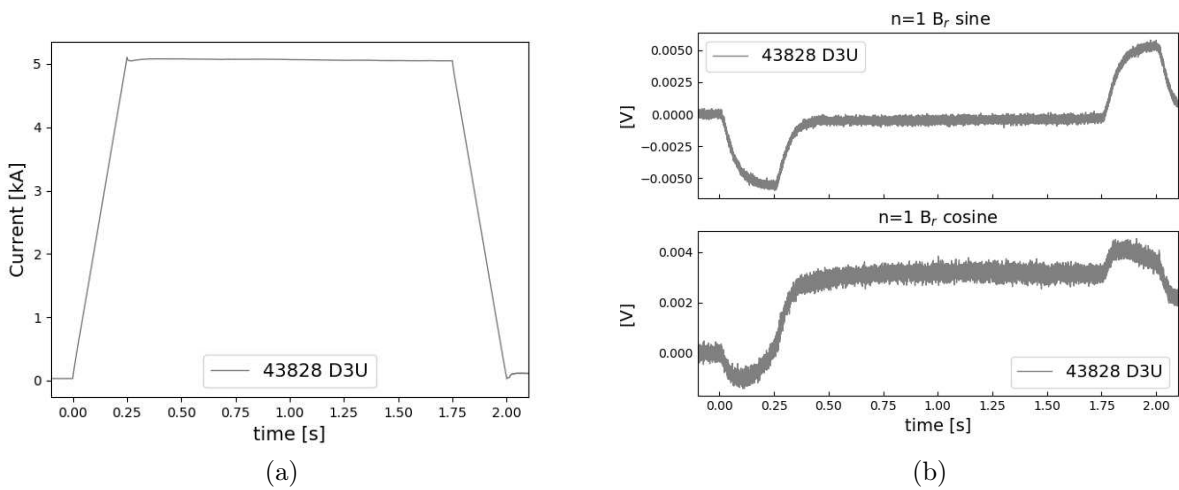 Current [kA]
5
4
3
2
1
0
43828 D3U
0.00 0.25 0.50 0.75 1.00 1.25 1.50 1.75 2.00
time [s]
(a)
n=1 B_r sine
[V]
0.0050
0.0025
0.0000
−0.0025
−0.0050
43828 D3U
n=1 B_r cosine
[V]
0.004
0.002
0.000
43828 D3U
0.00 0.25 0.50 0.75 1.00 1.25 1.50 1.75 2.00
time [s]
(b)